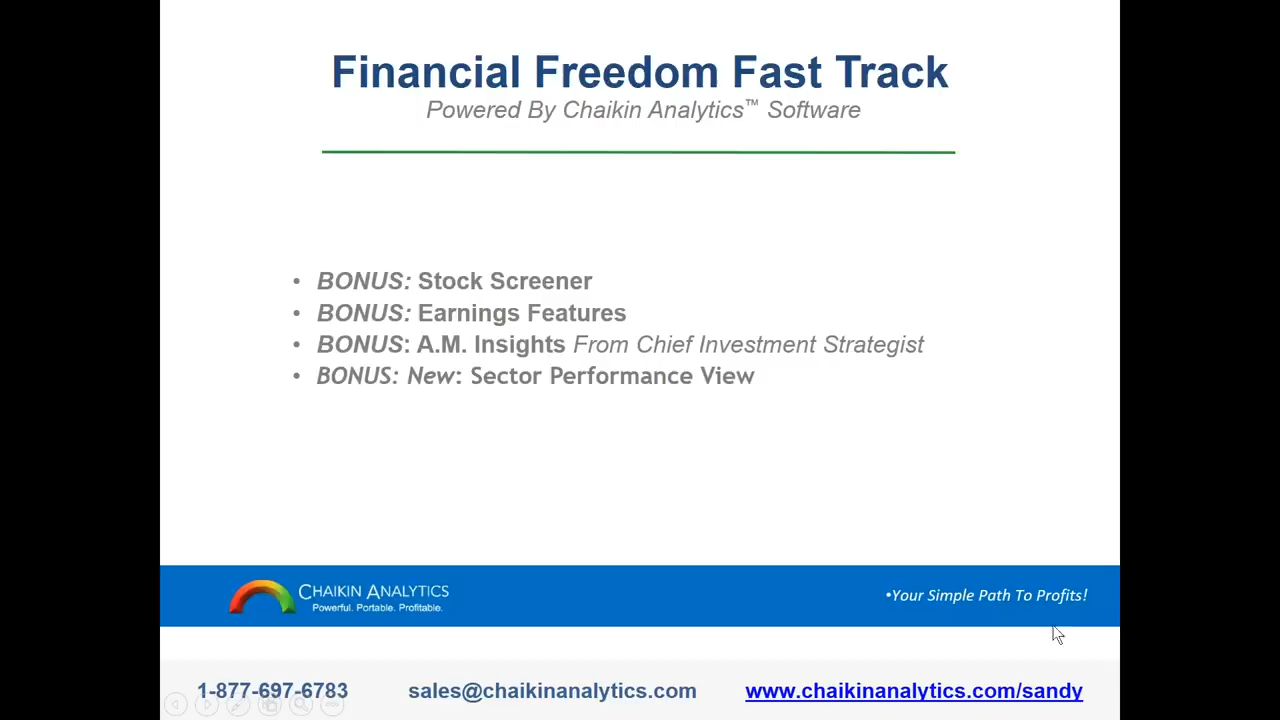 Financial Freedom Fast Track
Powered By Chaikin Analytics™ Software
• BONUS: Stock Screener
• BONUS: Earnings Features
• BONUS: A.M. Insights From Chief Investment Strategist
• BONUS: New: Sector Performance View
CHAIKIN ANALYTICS
Powerful. Portable. Profitable.
•Your Simple Path To Profits!
1-877-697-6783 sales@chaikinanalytics.com www.chaikinanalytics.com/sandy